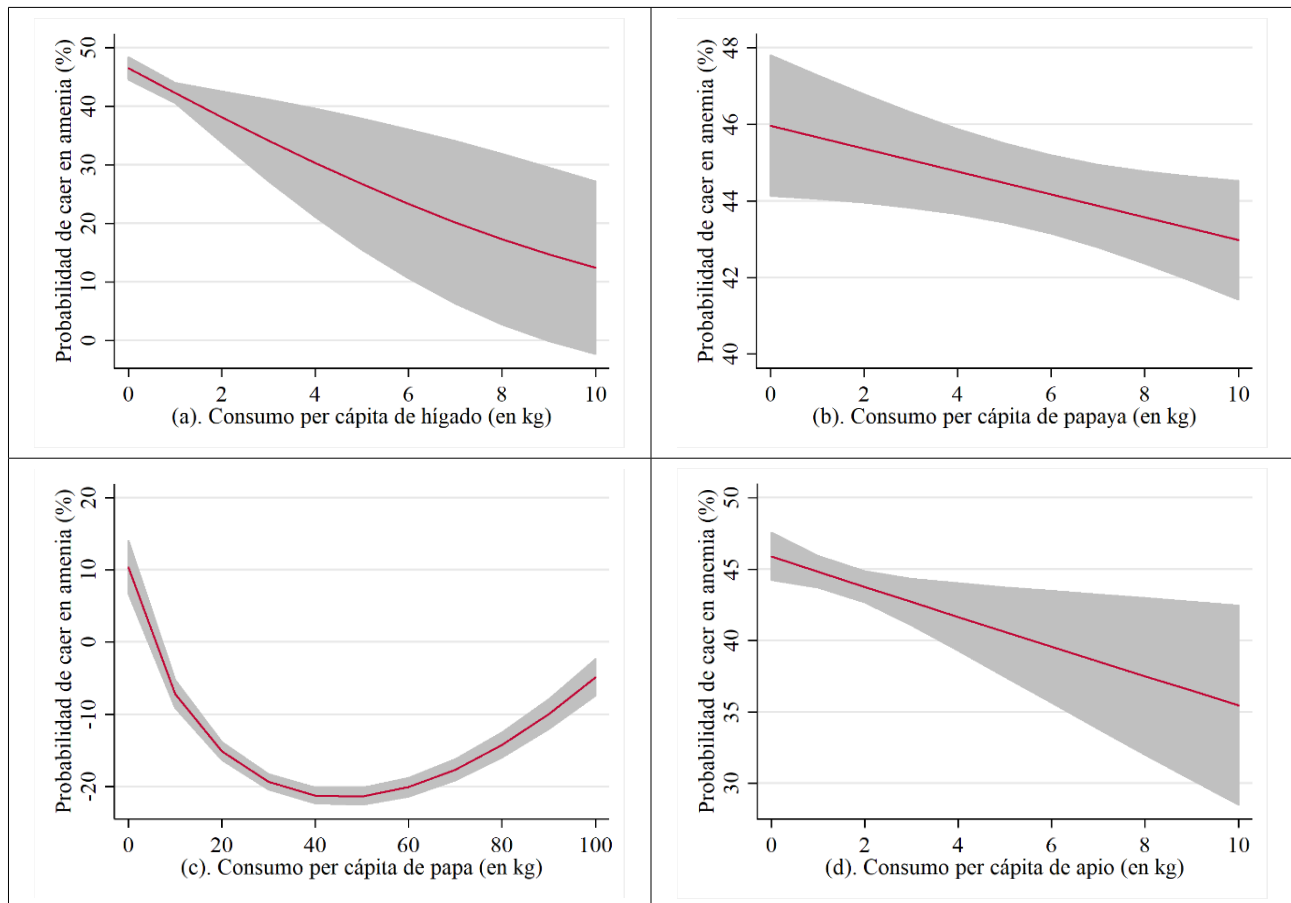 Probabilidad de caer en amenia (%)
50
40
30
20
10
0
0 2 4 6 8 10
(a). Consumo per cápita de hígado (en kg)
Probabilidad de caer en anemia (%)
48
46
44
42
40
0 2 4 6 8 10
(b). Consumo per cápita de papaya (en kg)
Probabilidad de caer en amenia (%)
20
10
0
-10
-20
0 20 40 60 80 100
(c). Consumo per cápita de papa (en kg)
Probabilidad de caer en anemia (%)
50
45
40
35
30
0 2 4 6 8 10
(d). Consumo per cápita de apio (en kg)